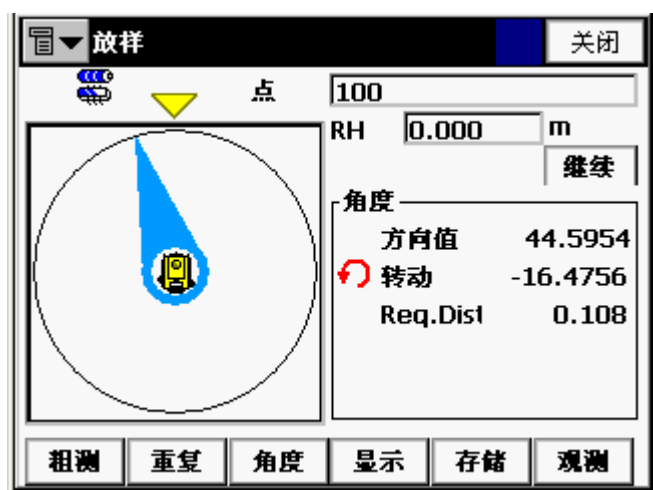 放样 关闭
点 100
RH 0.000 m
继续
角度
方向值 44.5954
转动 -16.4756
Req.Dist 0.108
粗测 重复 角度 显示 存储 观测